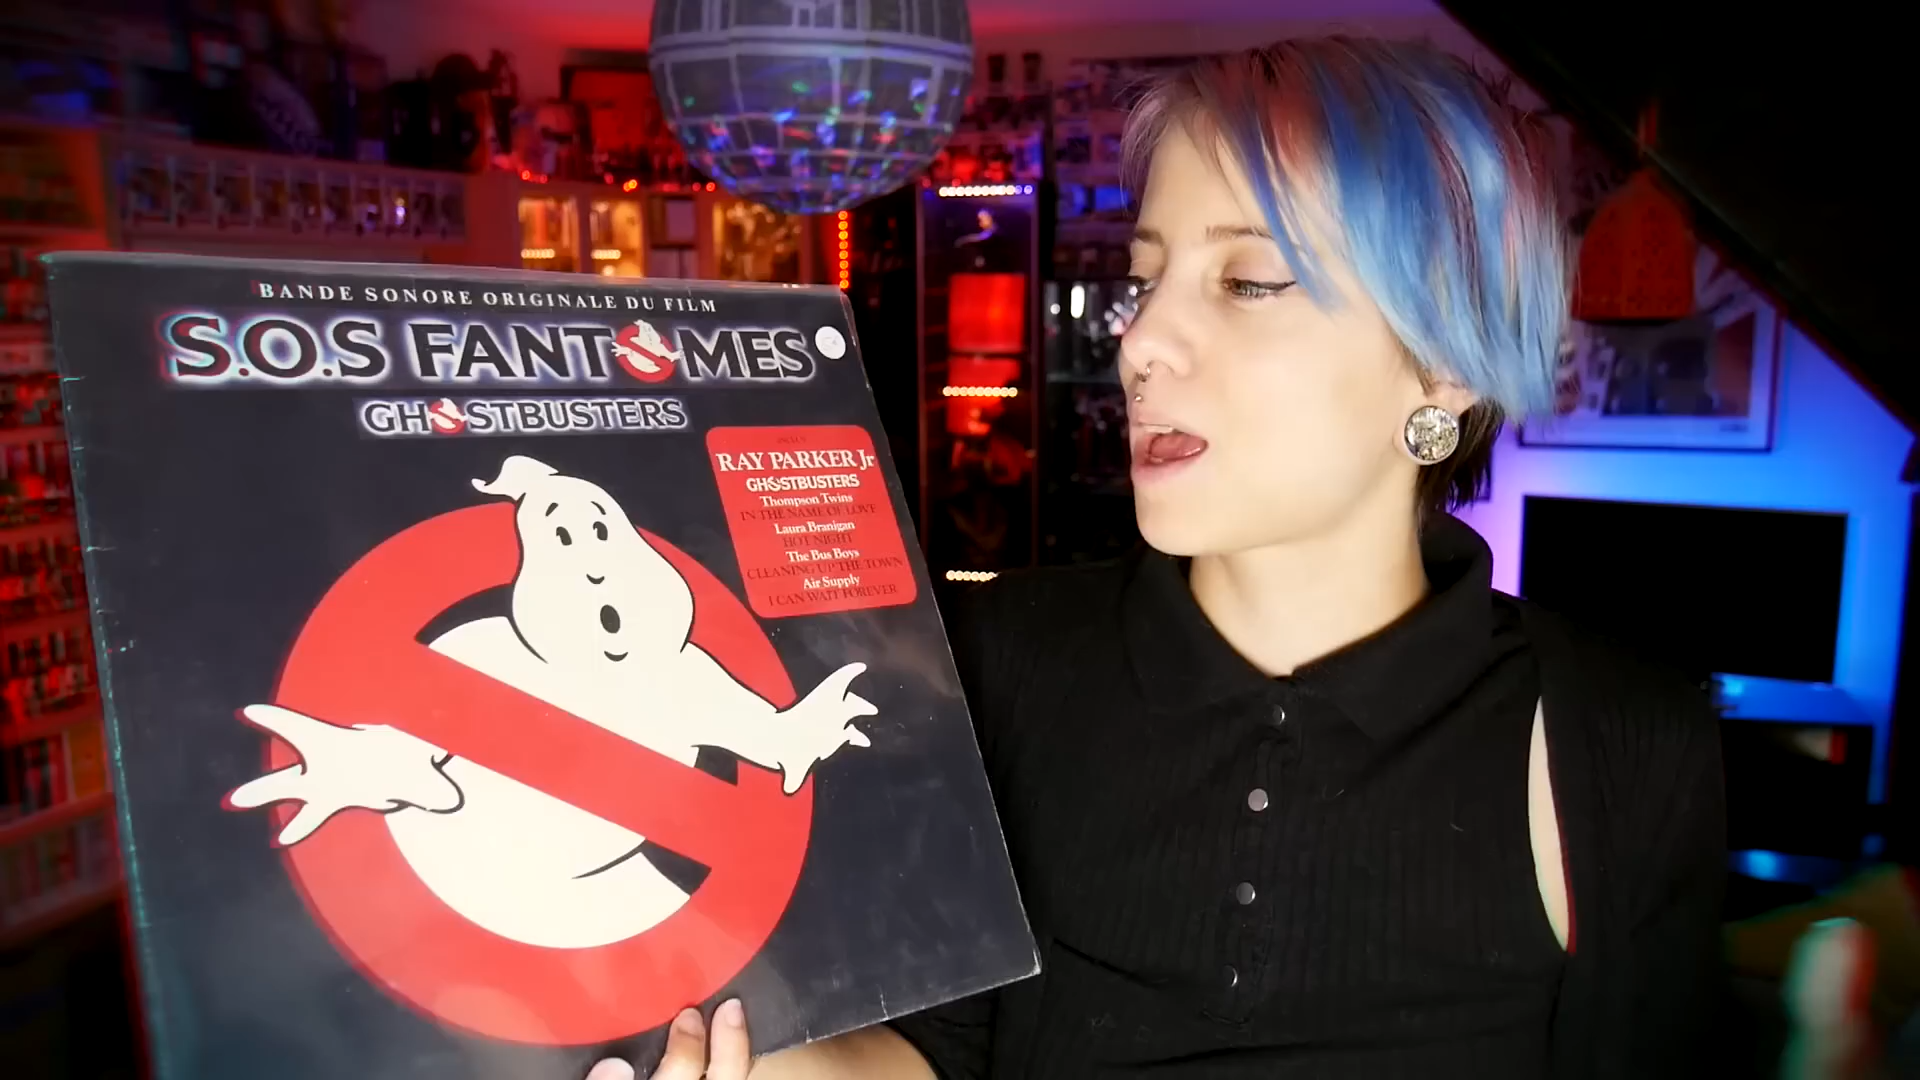 BANDE SONORE ORIGINALE DU FILM
S.O.S FANTOMES
GHOSTBUSTERS
RAY PARKER Jr
GHOSTBUSTERS
Thompson Twins
IN THE NAME OF LOVE
Laura Branigan
HOT NIGHT
The Bus Boys
CLEANING UP THE TOWN
Air Supply
I CAN WAIT FOREVER